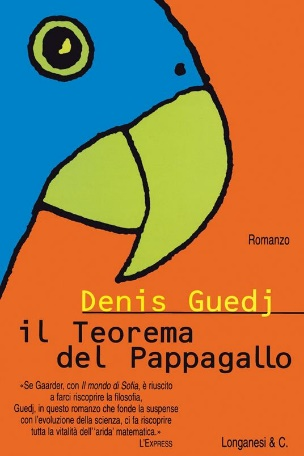 Romanzo
Denis Guedj
il Teorema
del Pappagallo
«Se Gaarder, con Il mondo di Sofia, è riuscito
a farci riscoprire la filosofia,
Guedj, in questo romanzo che fonde la suspense
con l'evoluzione della scienza, ci fa riscoprire
tutta la vitalità dell'‘arida’ matematica.»
L'EXPRESS
Longanesi & C.